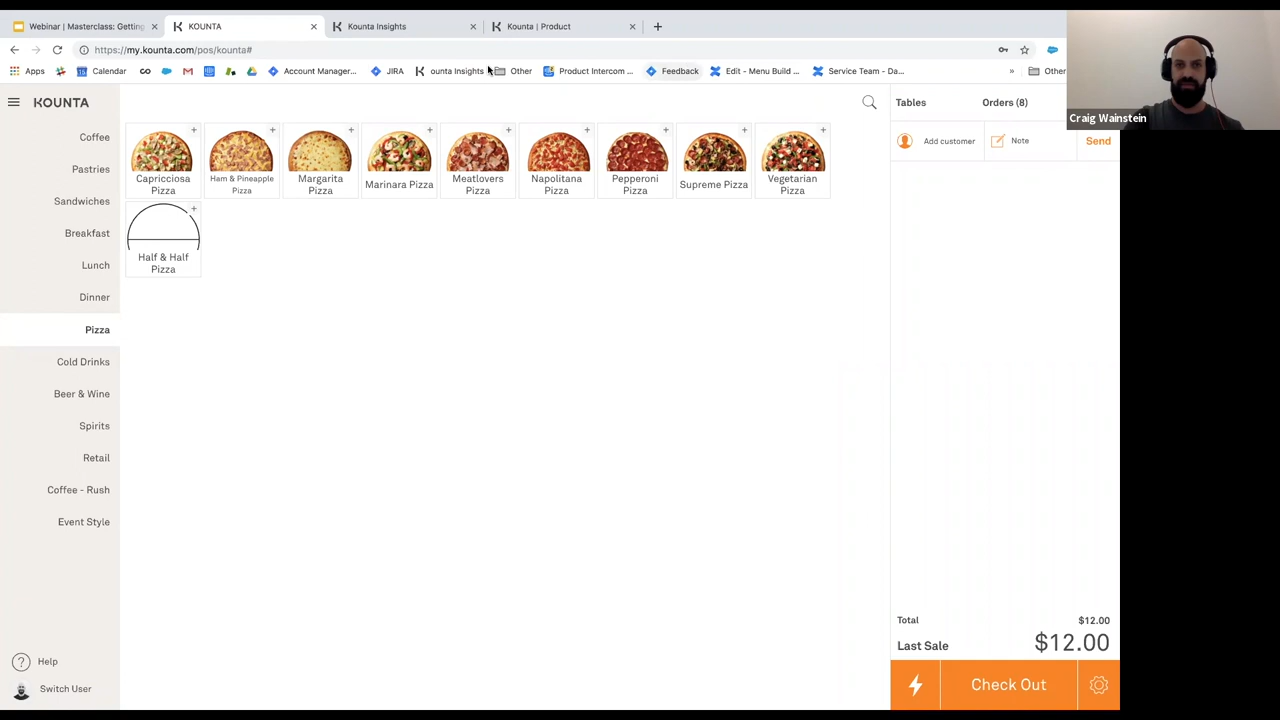 Webinar | Masterclass: Getting
KOUNTA
Kounta Insights
Kounta | Product
https://my.kounta.com/pos/kounta#
Apps
Calendar
Account Manager...
JIRA
ounta Insights
Other
Product Intercom ...
Feedback
Edit - Menu Build ...
Service Team - Da...
»
Other
Craig Wainstein
KOUNTA
Coffee
Pastries
Sandwiches
Breakfast
Lunch
Dinner
Pizza
Cold Drinks
Beer & Wine
Spirits
Retail
Coffee - Rush
Event Style
Help
Switch User
Capricciosa
Pizza
Ham & Pineapple
Pizza
Margarita
Pizza
Marinara Pizza
Meatlovers
Pizza
Napolitana
Pizza
Pepperoni
Pizza
Supreme Pizza
Vegetarian
Pizza
Half & Half
Pizza
Tables
Orders (8)
Add customer
Note
Send
Total
$12.00
Last Sale
$12.00
Check Out